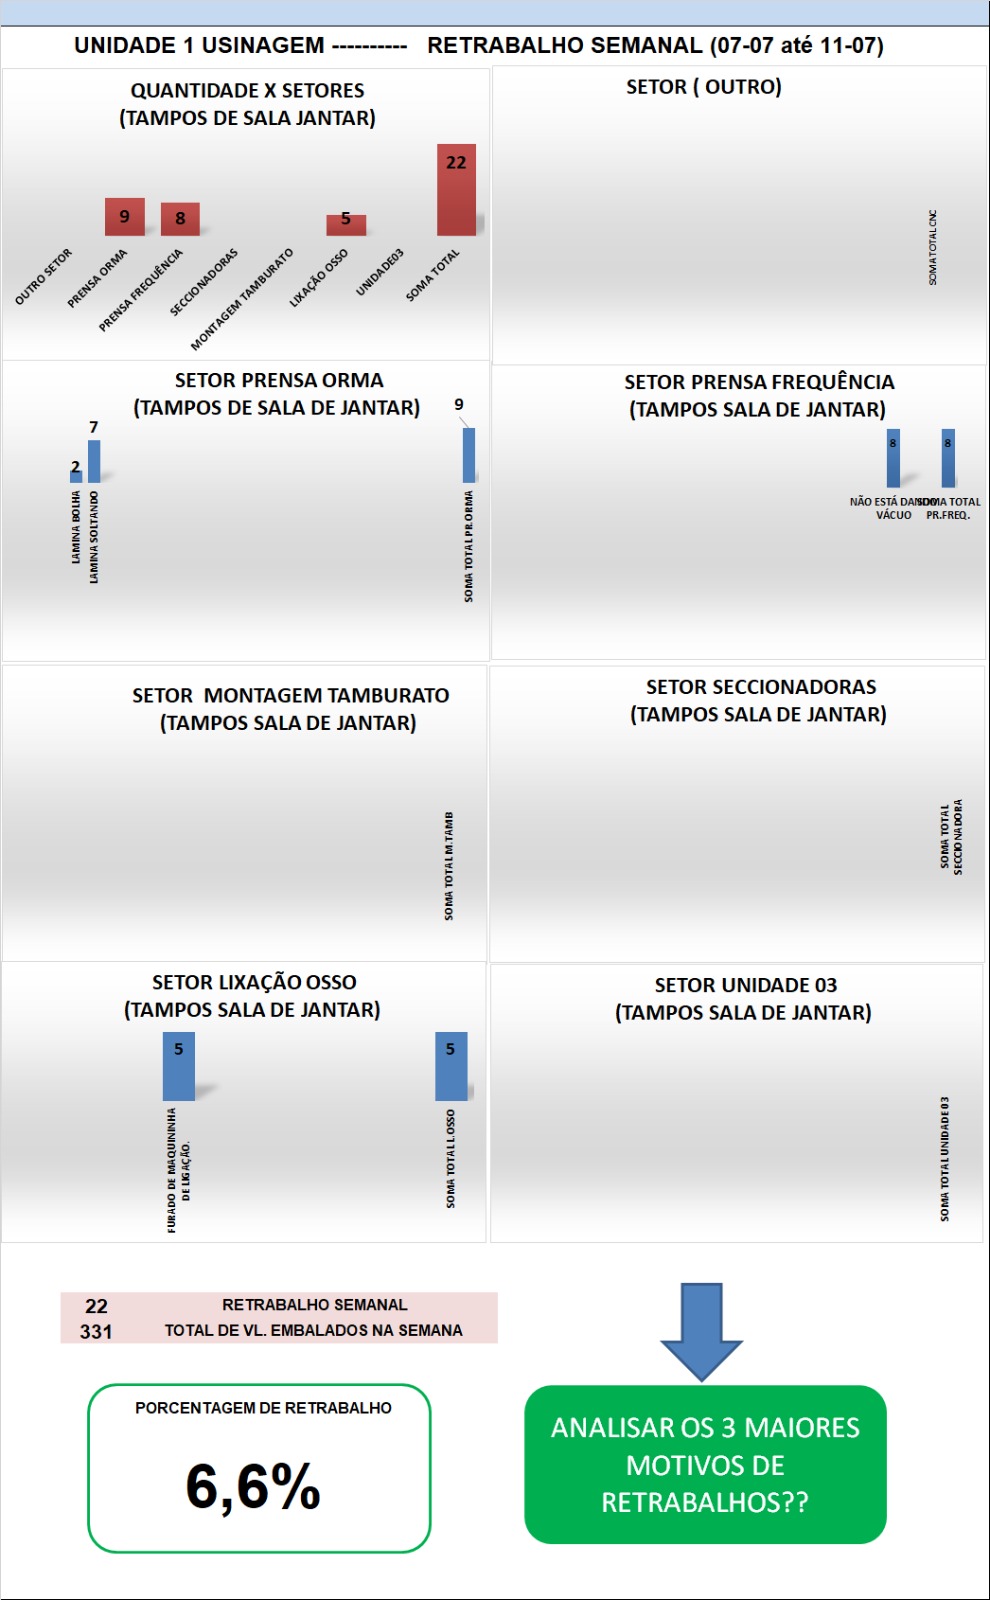 UNIDADE 1 USINAGEM ---------- RETRABALHO SEMANAL (07-07 até 11-07)
QUANTIDADE X SETORES
(TAMPOS DE SALA JANTAR)
9
8
5
22
OUTRO SETOR
PRENSA ORMA
PRENSA FREQUÊNCIA
SECCIONADORAS
MONTAGEM TAMBURATO
LIXAÇÃO OSSO
UNIDADE03
SOMA TOTAL
SETOR ( OUTRO)
SOMA TOTAL CNC
SETOR PRENSA ORMA
(TAMPOS DE SALA DE JANTAR)
2
7
9
LAMINA BOLHA
LAMINA SOLTANDO
SOMA TOTAL PR.ORMA
SETOR PRENSA FREQUÊNCIA
(TAMPOS SALA DE JANTAR)
8
8
NÃO ESTÁ DANDO
VÁCUO
SOMA TOTAL
PR.FREQ.
SETOR MONTAGEM TAMBURATO
(TAMPOS SALA DE JANTAR)
SOMA TOTAL M.TAMB
SETOR SECCIONADORAS
(TAMPOS SALA DE JANTAR)
SOMA TOTAL
SECCIONADORA
SETOR LIXAÇÃO OSSO
(TAMPOS SALA DE JANTAR)
5
5
FURADO DE MAQUININHA
DE LIGAÇÃO.
SOMA TOTAL L.OSSO
SETOR UNIDADE 03
(TAMPOS SALA DE JANTAR)
SOMA TOTAL UNIDADE 03
22 RETRABALHO SEMANAL
331 TOTAL DE VL. EMBALADOS NA SEMANA
PORCENTAGEM DE RETRABALHO
6,6%
ANALISAR OS 3 MAIORES
MOTIVOS DE
RETRABALHOS??